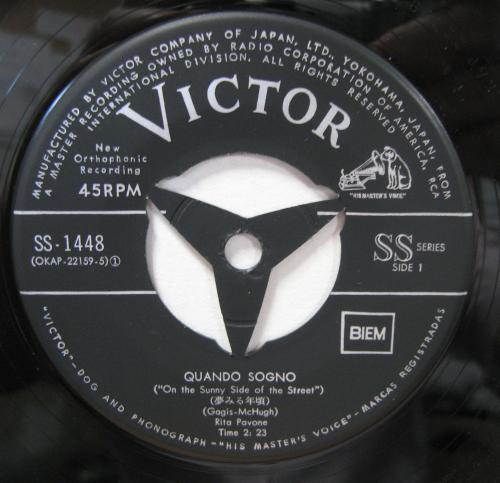 MANUFACTURED BY VICTOR COMPANY OF JAPAN, LTD., YOKOHAMA, JAPAN, FROM
A MASTER RECORDING OWNED BY RADIO CORPORATION OF AMERICA, RCA
INTERNATIONAL DIVISION. ALL RIGHTS RESERVED
VICTOR
New
Orthophonic
Recording
45RPM
"HIS MASTER'S VOICE"
SS-1448
(OKAP-22159-5)①
SS SERIES
SIDE 1
BIEM
QUANDO SOGNO
("On the Sunny Side of the Street")
(夢みる年頃)
(Gagis-McHugh)
Rita Pavone
Time 2: 23
"VICTOR"-DOG AND PHONOGRAPH-"HIS MASTER'S VOICE"-MARCAS REGISTRADAS